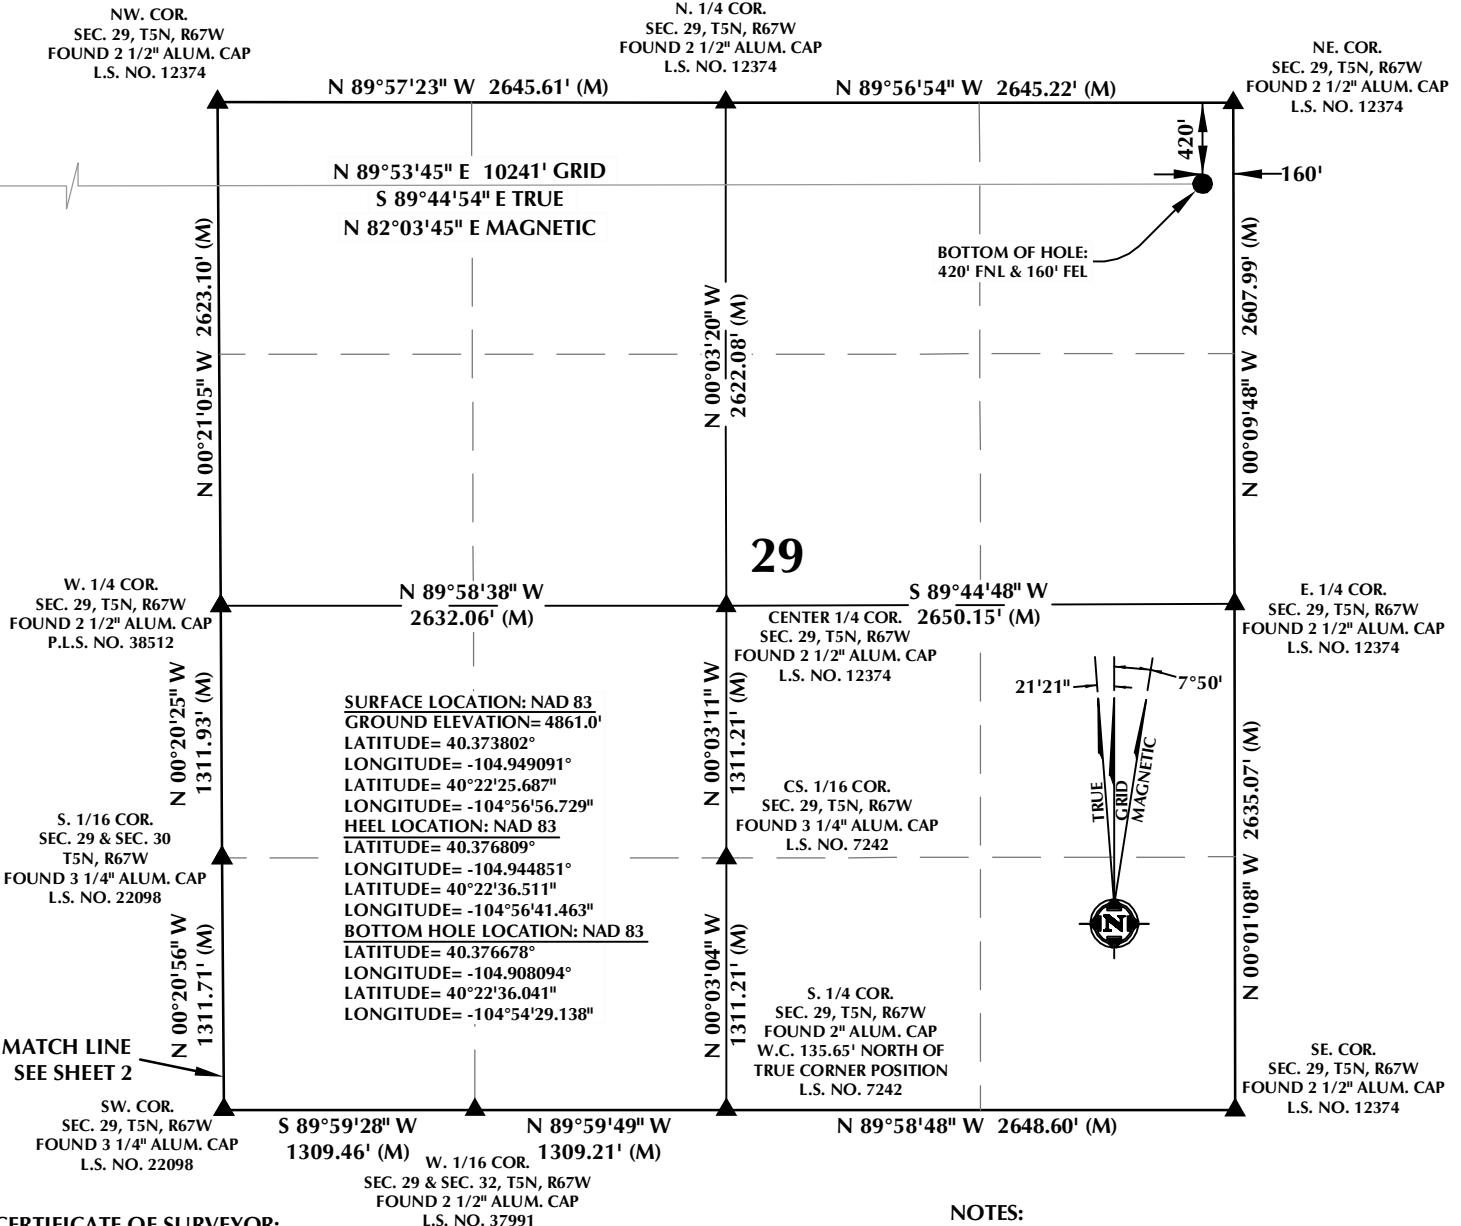 NW. COR.
SEC. 29, T5N, R67W
FOUND 2 1/2" ALUM. CAP
L.S. NO. 12374
N. 1/4 COR.
SEC. 29, T5N, R67W
FOUND 2 1/2" ALUM. CAP
L.S. NO. 12374
NE. COR.
SEC. 29, T5N, R67W
FOUND 2 1/2" ALUM. CAP
L.S. NO. 12374
N 89°57'23" W 2645.61' (M)
N 89°56'54" W 2645.22' (M)
420'
160'
N 89°53'45" E 10241' GRID
S 89°44'54" E TRUE
N 82°03'45" E MAGNETIC
BOTTOM OF HOLE:
420' FNL & 160' FEL
N 00°21'05" W 2623.10' (M)
N 00°03'20" W
2622.08' (M)
N 00°09'48" W 2607.99' (M)
29
W. 1/4 COR.
SEC. 29, T5N, R67W
FOUND 2 1/2" ALUM. CAP
P.L.S. NO. 38512
N 89°58'38" W
2632.06' (M)
S 89°44'48" W
2650.15' (M)
CENTER 1/4 COR.
SEC. 29, T5N, R67W
FOUND 2 1/2" ALUM. CAP
L.S. NO. 12374
E. 1/4 COR.
SEC. 29, T5N, R67W
FOUND 2 1/2" ALUM. CAP
L.S. NO. 12374
N 00°20'25" W
1311.93' (M)
SURFACE LOCATION: NAD 83
GROUND ELEVATION= 4861.0'
LATITUDE= 40.373802°
LONGITUDE= -104.949091°
LATITUDE= 40°22'25.687"
LONGITUDE= -104°56'56.729"
HEEL LOCATION: NAD 83
LATITUDE= 40.376809°
LONGITUDE= -104.944851°
LATITUDE= 40°22'36.511"
LONGITUDE= -104°56'41.463"
BOTTOM HOLE LOCATION: NAD 83
LATITUDE= 40.376678°
LONGITUDE= -104.908094°
LATITUDE= 40°22'36.041"
LONGITUDE= -104°54'29.138"
N 00°03'11" W
1311.21' (M)
21'21"
7°50'
TRUE
GRID
MAGNETIC
N
N 00°01'08" W 2635.07' (M)
S. 1/16 COR.
SEC. 29 & SEC. 30
T5N, R67W
FOUND 3 1/4" ALUM. CAP
L.S. NO. 22098
CS. 1/16 COR.
SEC. 29, T5N, R67W
FOUND 3 1/4" ALUM. CAP
L.S. NO. 7242
N 00°20'56" W
1311.71' (M)
N 00°03'04" W
1311.21' (M)
S. 1/4 COR.
SEC. 29, T5N, R67W
FOUND 2" ALUM. CAP
W.C. 135.65' NORTH OF
TRUE CORNER POSITION
L.S. NO. 7242
MATCH LINE
SEE SHEET 2
SE. COR.
SEC. 29, T5N, R67W
FOUND 2 1/2" ALUM. CAP
L.S. NO. 12374
SW. COR.
SEC. 29, T5N, R67W
FOUND 3 1/4" ALUM. CAP
L.S. NO. 22098
S 89°59'28" W
1309.46' (M)
N 89°59'49" W
1309.21' (M)
N 89°58'48" W 2648.60' (M)
W. 1/16 COR.
SEC. 29 & SEC. 32, T5N, R67W
FOUND 2 1/2" ALUM. CAP
L.S. NO. 37991
CERTIFICATE OF SURVEYOR:
NOTES: